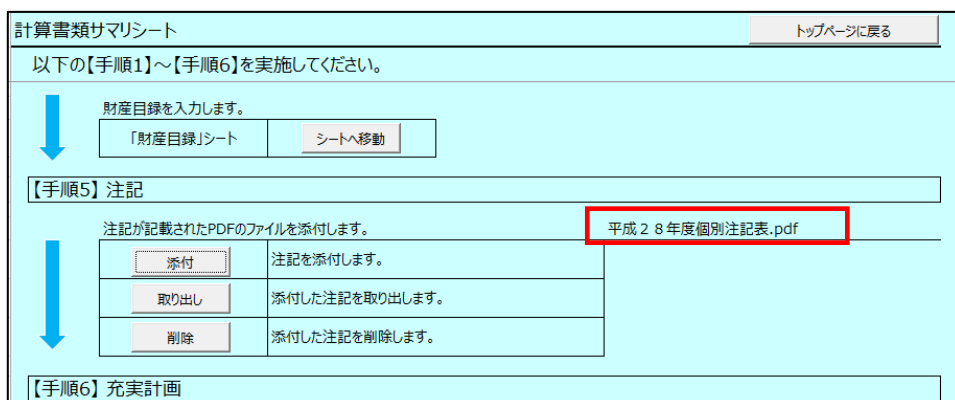 計算書類サマリシート トップページに戻る
以下の【手順1】～【手順6】を実施してください。
財産目録を入力します。
「財産目録」シート シートへ移動
【手順5】 注記
注記が記載されたPDFのファイルを添付します。 平成２８年度個別注記表.pdf
添付 注記を添付します。
取り出し 添付した注記を取り出します。
削除 添付した注記を削除します。
【手順6】 充実計画